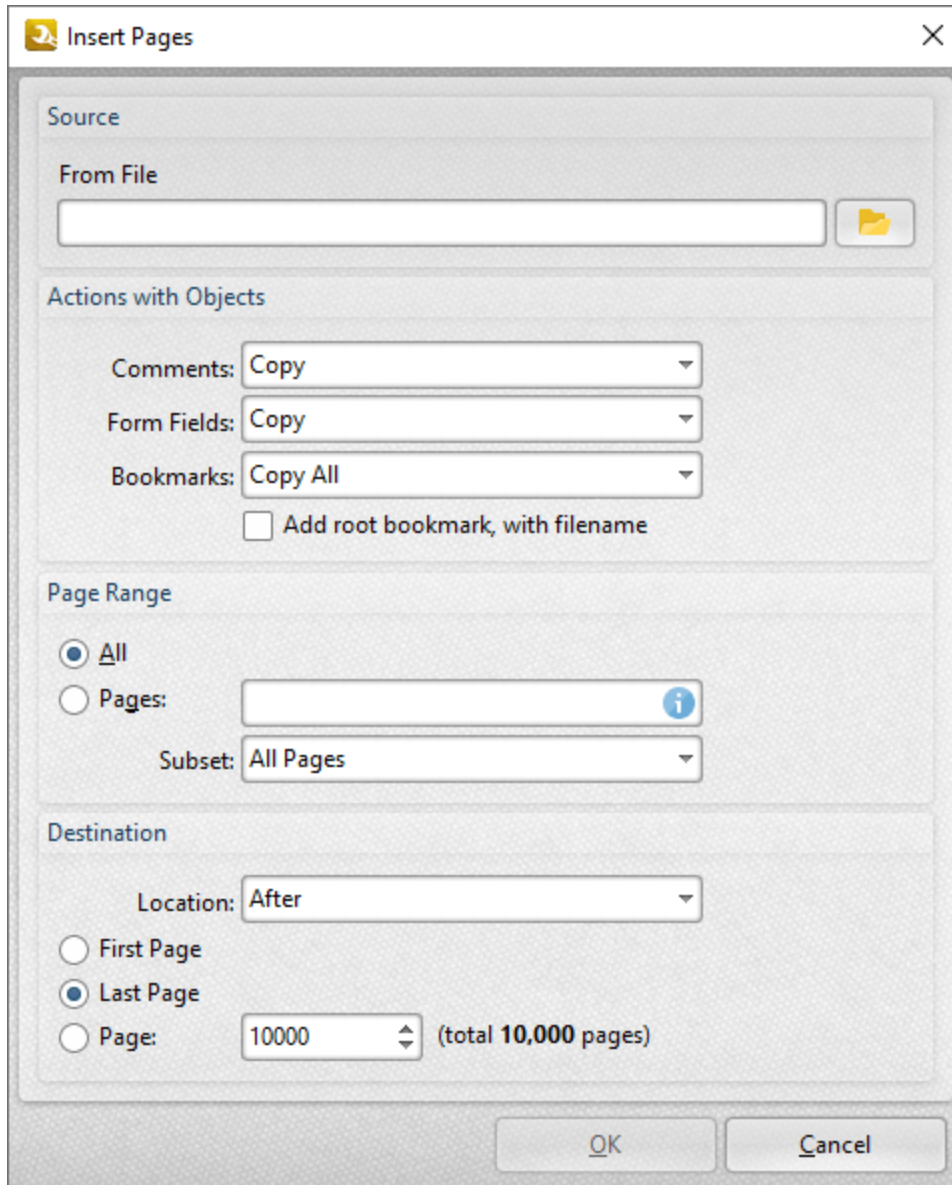 Insert Pages
Source
From File
Actions with Objects
Comments: Copy
Form Fields: Copy
Bookmarks: Copy All
Add root bookmark, with filename
Page Range
All
Pages:
Subset: All Pages
Destination
Location: After
First Page
Last Page
Page: 10000 (total 10,000 pages)
OK Cancel